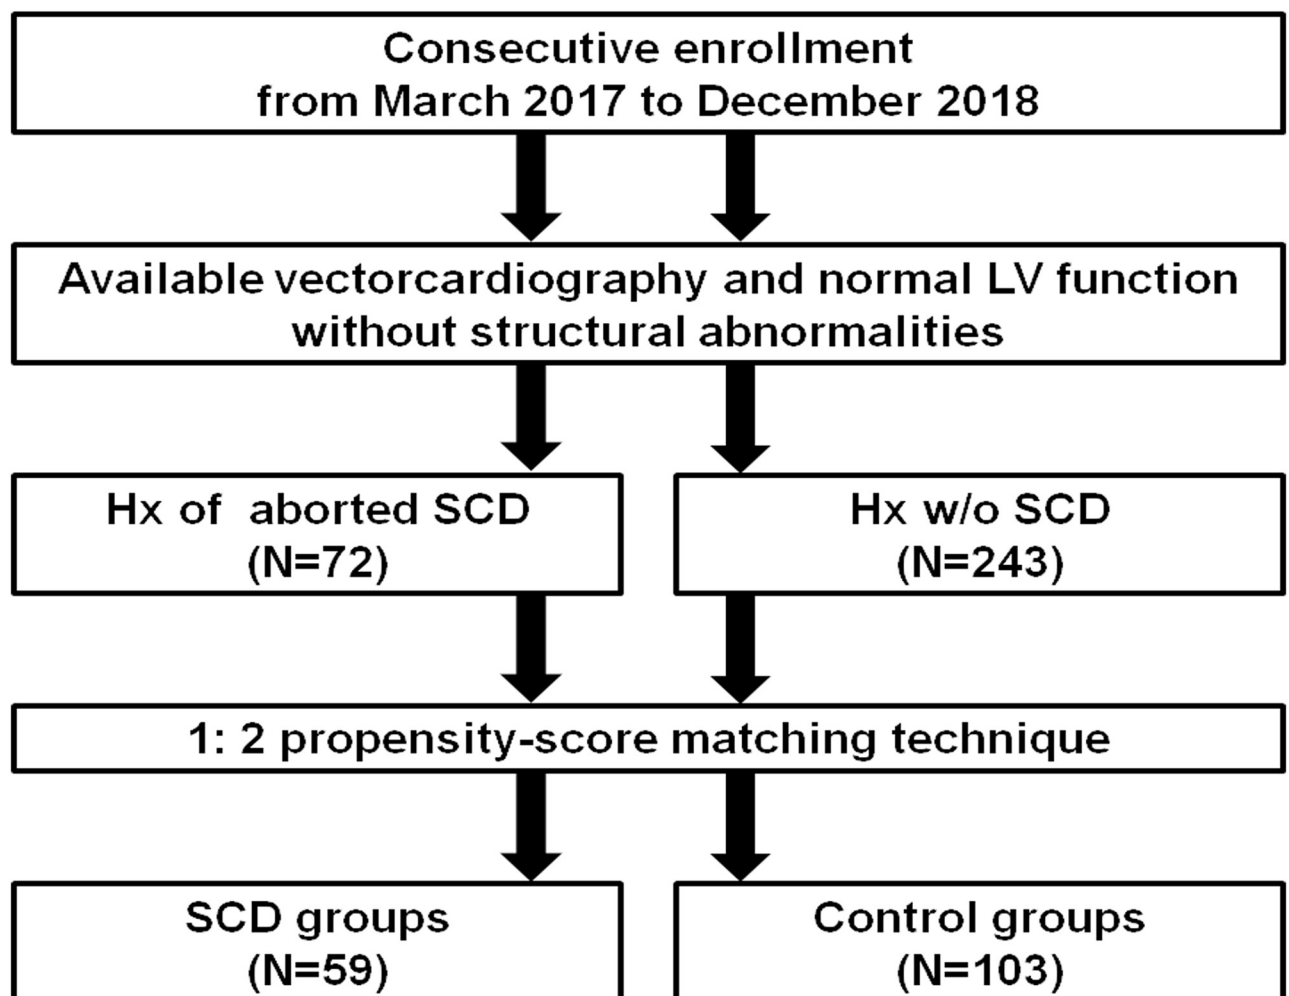 Consecutive enrollment
from March 2017 to December 2018
Available vectorcardiography and normal LV function
without structural abnormalities
Hx of  aborted SCD
(N=72)
Hx w/o SCD
(N=243)
1: 2 propensity-score matching technique
SCD groups
(N=59)
Control groups
(N=103)